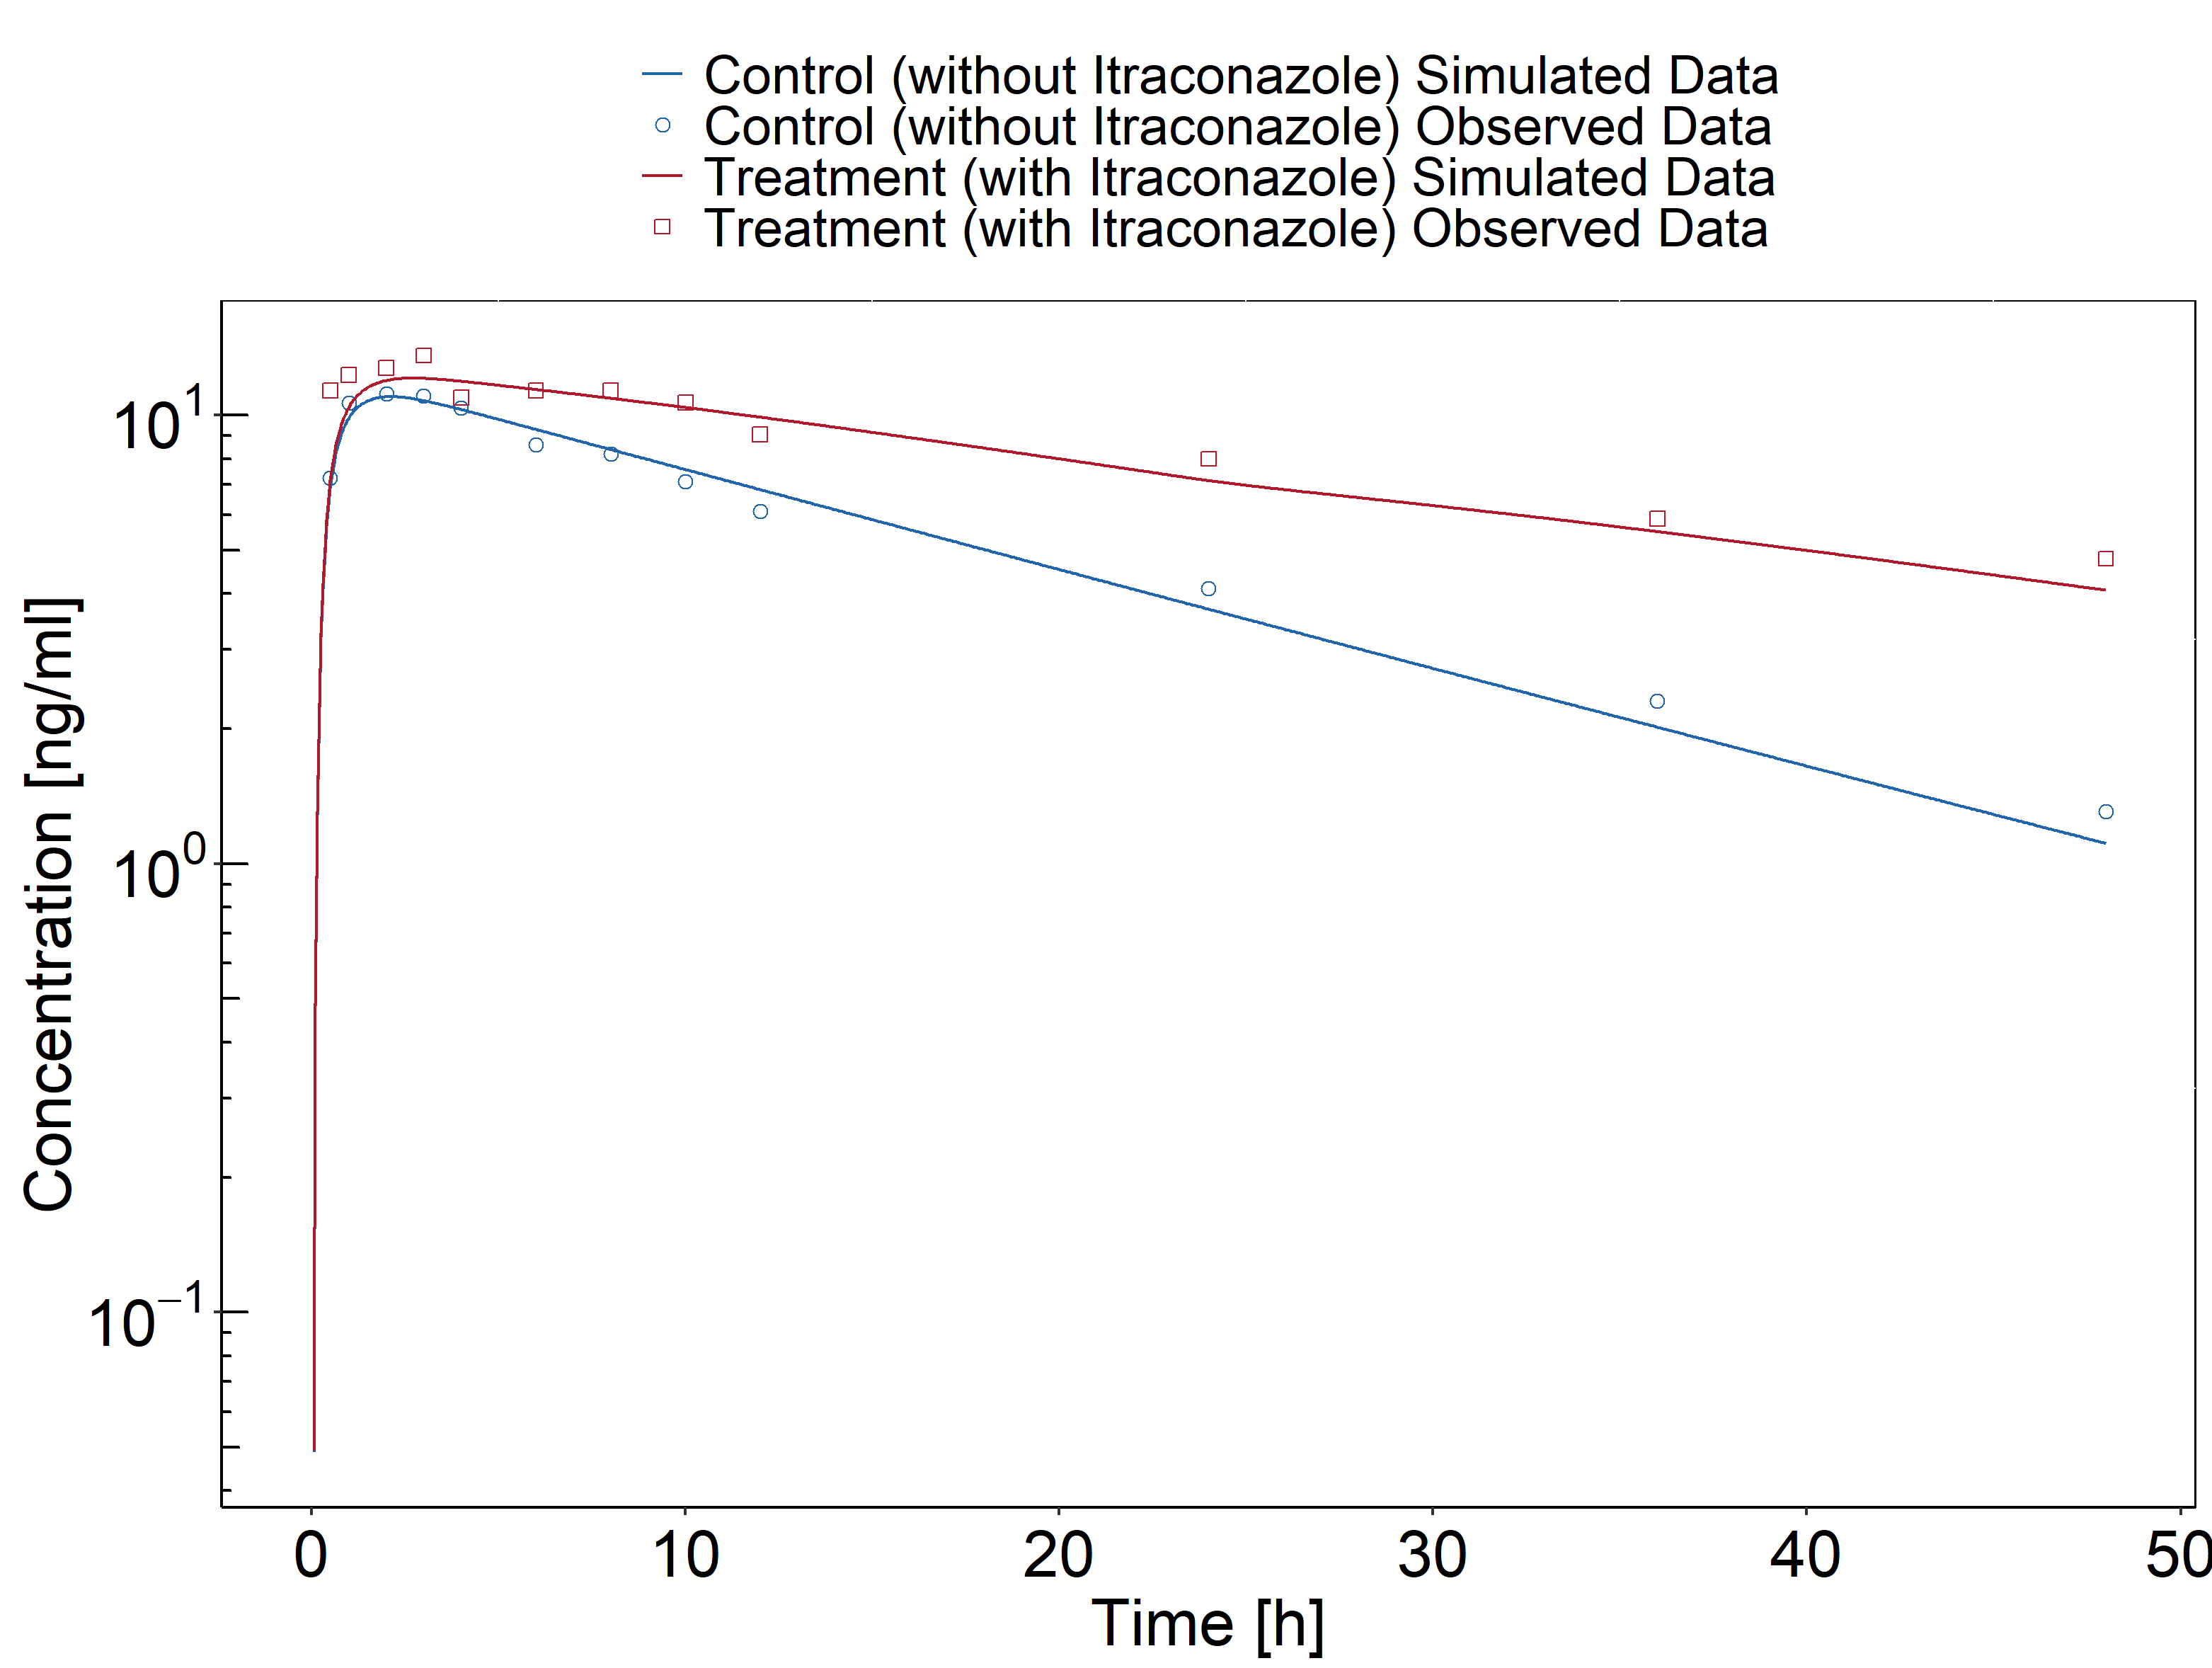 Control (without Itraconazole) Simulated Data
Control (without Itraconazole) Observed Data
Treatment (with Itraconazole) Simulated Data
Treatment (with Itraconazole) Observed Data
10^1
10^0
10^−1
Concentration [ng/ml]
0 10 20 30 40 50
Time [h]